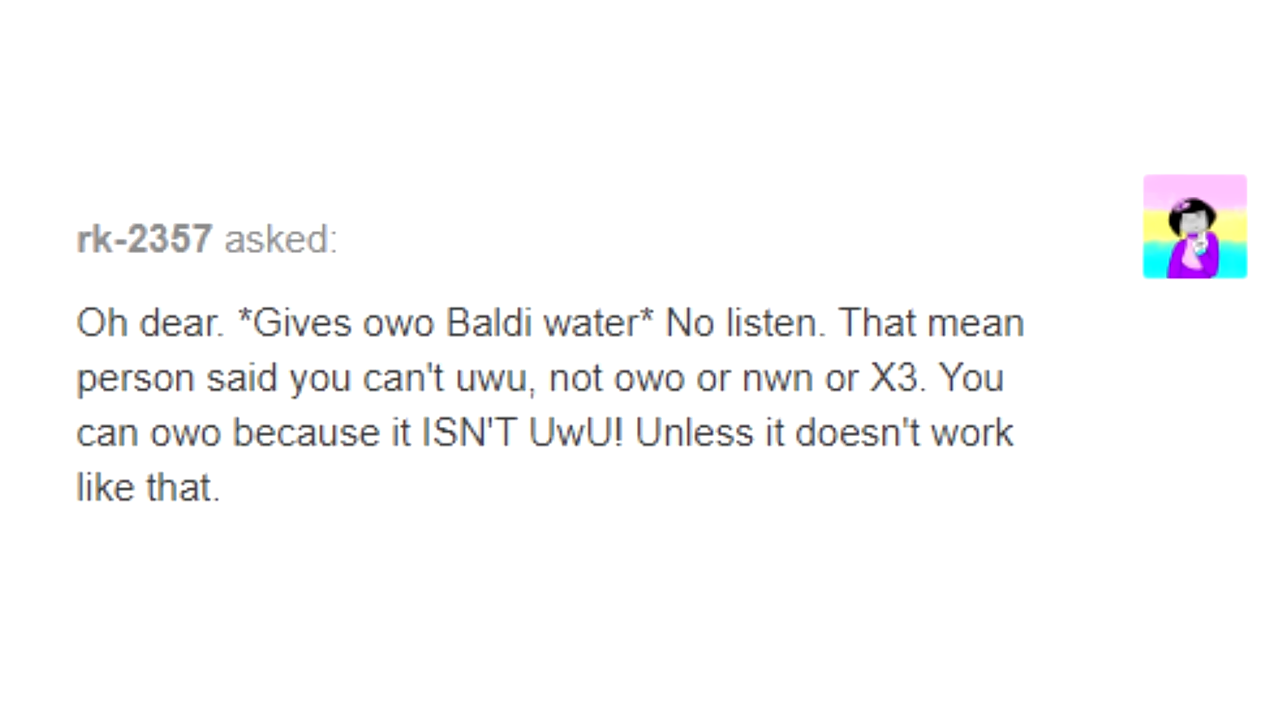 rk-2357 asked:
Oh dear. *Gives owo Baldi water* No listen. That mean
person said you can't uwu, not owo or nwn or X3. You
can owo because it ISN'T UwU! Unless it doesn't work
like that.